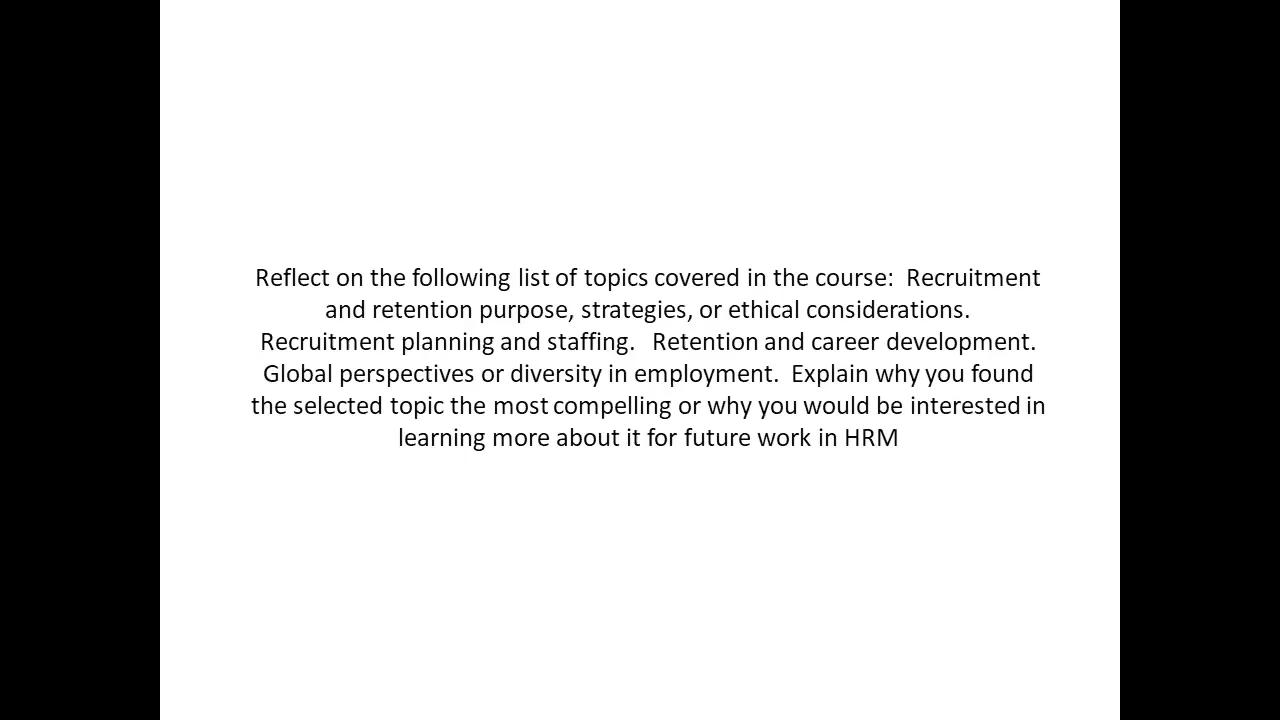 Reflect on the following list of topics covered in the course:  Recruitment
and retention purpose, strategies, or ethical considerations.
Recruitment planning and staffing.   Retention and career development.
Global perspectives or diversity in employment.  Explain why you found
the selected topic the most compelling or why you would be interested in
learning more about it for future work in HRM